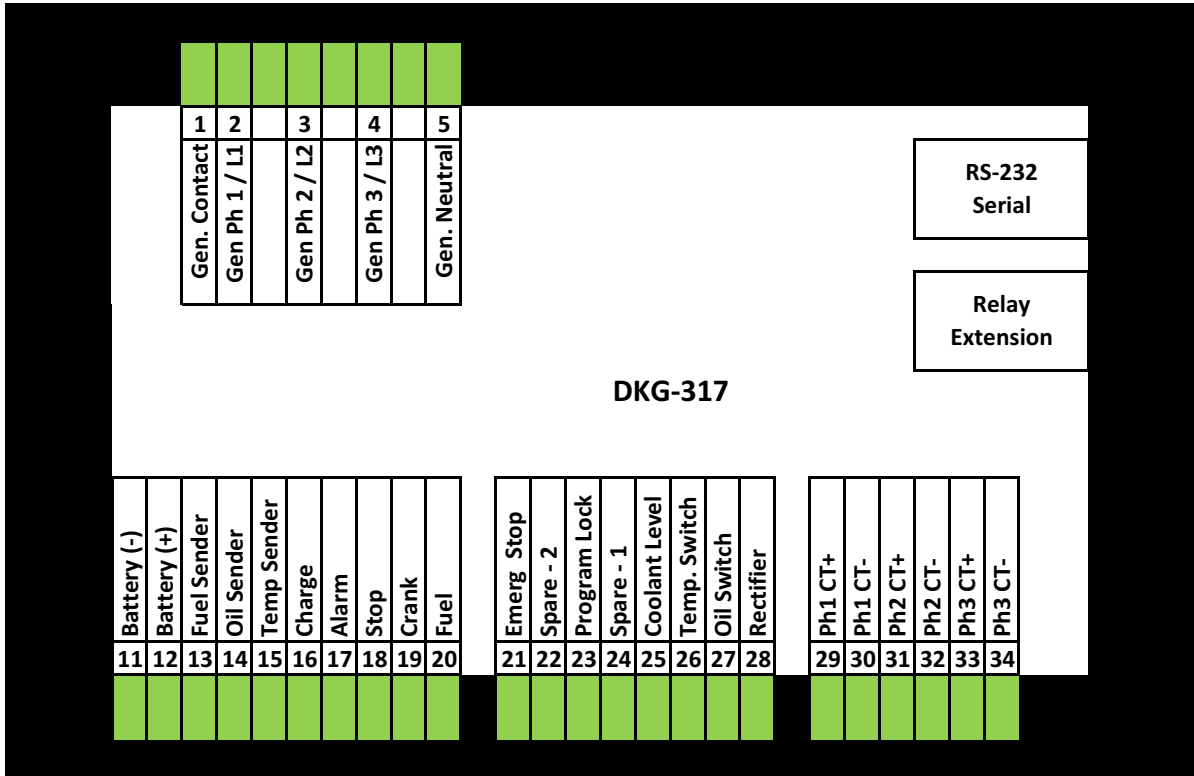 1 2 3 4 5
Gen. Contact
Gen Ph 1 / L1
Gen Ph 2 / L2
Gen Ph 3 / L3
Gen. Neutral
RS-232
Serial
Relay
Extension
DKG-317
Battery (-)
Battery (+)
Fuel Sender
Oil Sender
Temp Sender
Charge
Alarm
Stop
Crank
Fuel
Emerg Stop
Spare - 2
Program Lock
Spare - 1
Coolant Level
Temp. Switch
Oil Switch
Rectifier
Ph1 CT+
Ph1 CT-
Ph2 CT+
Ph2 CT-
Ph3 CT+
Ph3 CT-
11 12 13 14 15 16 17 18 19 20 21 22 23 24 25 26 27 28 29 30 31 32 33 34